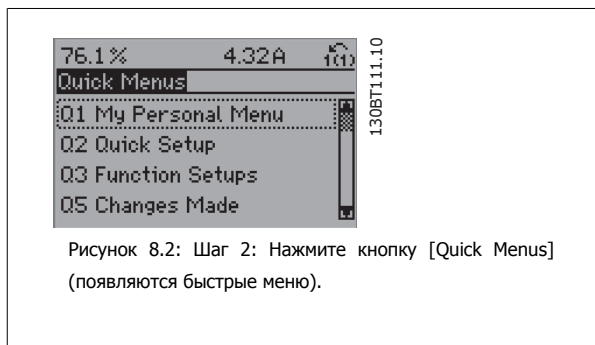 76.1% 4.32A 1(1)
Quick Menus
Q1 My Personal Menu
Q2 Quick Setup
Q3 Function Setups
Q5 Changes Made
130BT111.10
Рисунок 8.2: Шаг 2: Нажмите кнопку [Quick Menus]
(появляются быстрые меню).